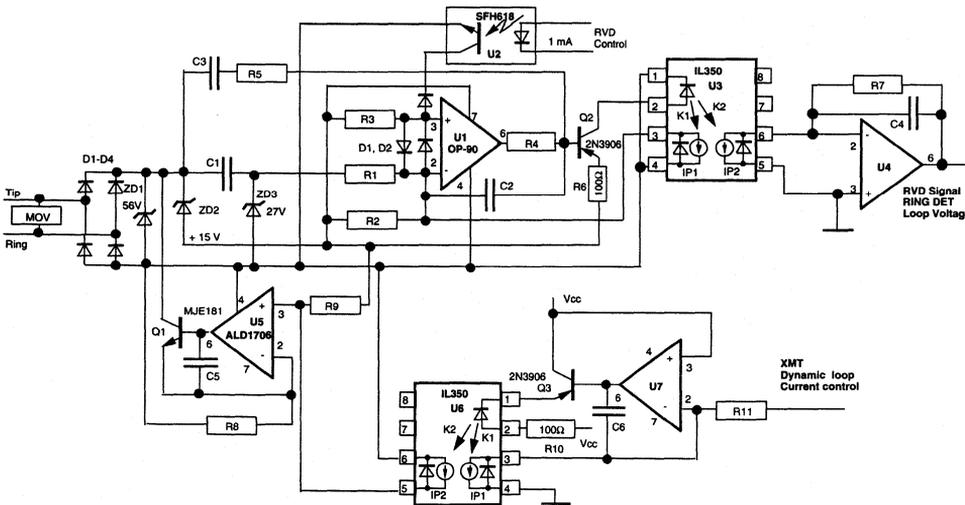 SFH618
U2
1 mA
RVD
Control
C3
R5
IL350
U3
K1
K2
IP1
IP2
1
2
3
4
8
7
6
5
R7
C4
2
3
6
U4
RVD Signal
RING DET
Loop Voltag
D1-D4
Tip
MOV
Ring
ZD1
56V
C1
ZD2
ZD3
27V
+ 15 V
R3
R1
R2
D1, D2
3
2
7
U1
OP-90
4
6
R4
C2
Q2
2N3906
R6
100Ω
MJE181
Q1
6
C5
4
U5
ALD1706
7
3
2
R9
R8
IL350
U6
K2
K1
IP2
IP1
8
7
6
5
1
2
3
4
100Ω
R10
Vcc
Vcc
2N3906
Q3
6
C6
4
U7
7
3
2
R11
XMT
Dynamic loop
Current control